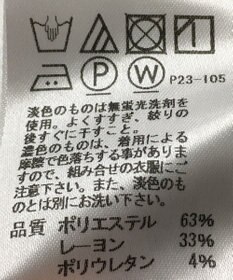 P W P23-105
淡色のものは無蛍光洗剤を
使用。よくすすぎ、絞りの
後すぐに干すこと。
濃色のものは、着用による
摩擦で色落ちする事があり
ますので、組み合せの衣服にご
注意下さい。また、淡色のも
のとは別にお洗い下さい。
品質 ポリエステル 63%
レーヨン 33%
ポリウレタン 4%